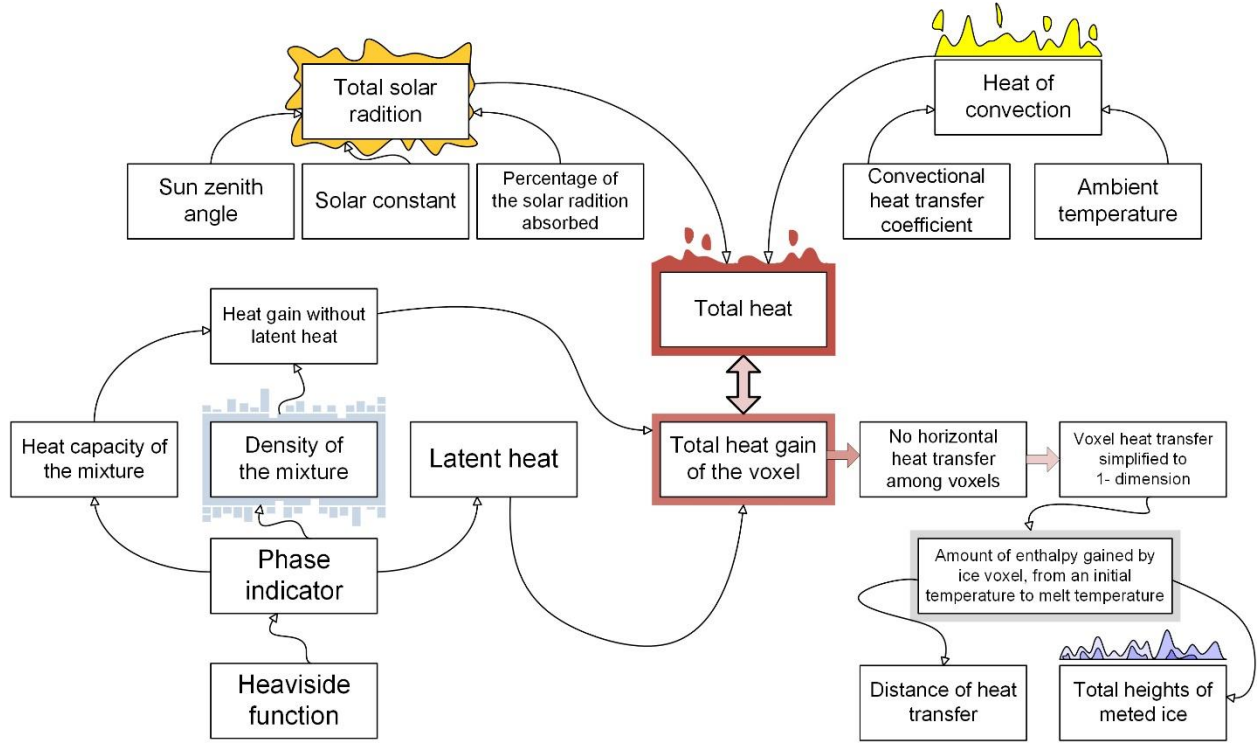 Total solar
radition
Heat of
convection
Sun zenith
angle
Solar constant
Percentage of
the solar radition
absorbed
Convectional
heat transfer
coefficient
Ambient
temperature
Total heat
Heat gain without
latent heat
Heat capacity of
the mixture
Density of
the mixture
Latent heat
Total heat gain
of the voxel
No horizontal
heat transfer
among voxels
Voxel heat transfer
simplified to
1- dimension
Phase
indicator
Amount of enthalpy gained by
ice voxel, from an initial
temperature to melt temperature
Heaviside
function
Distance of heat
transfer
Total heights of
meted ice